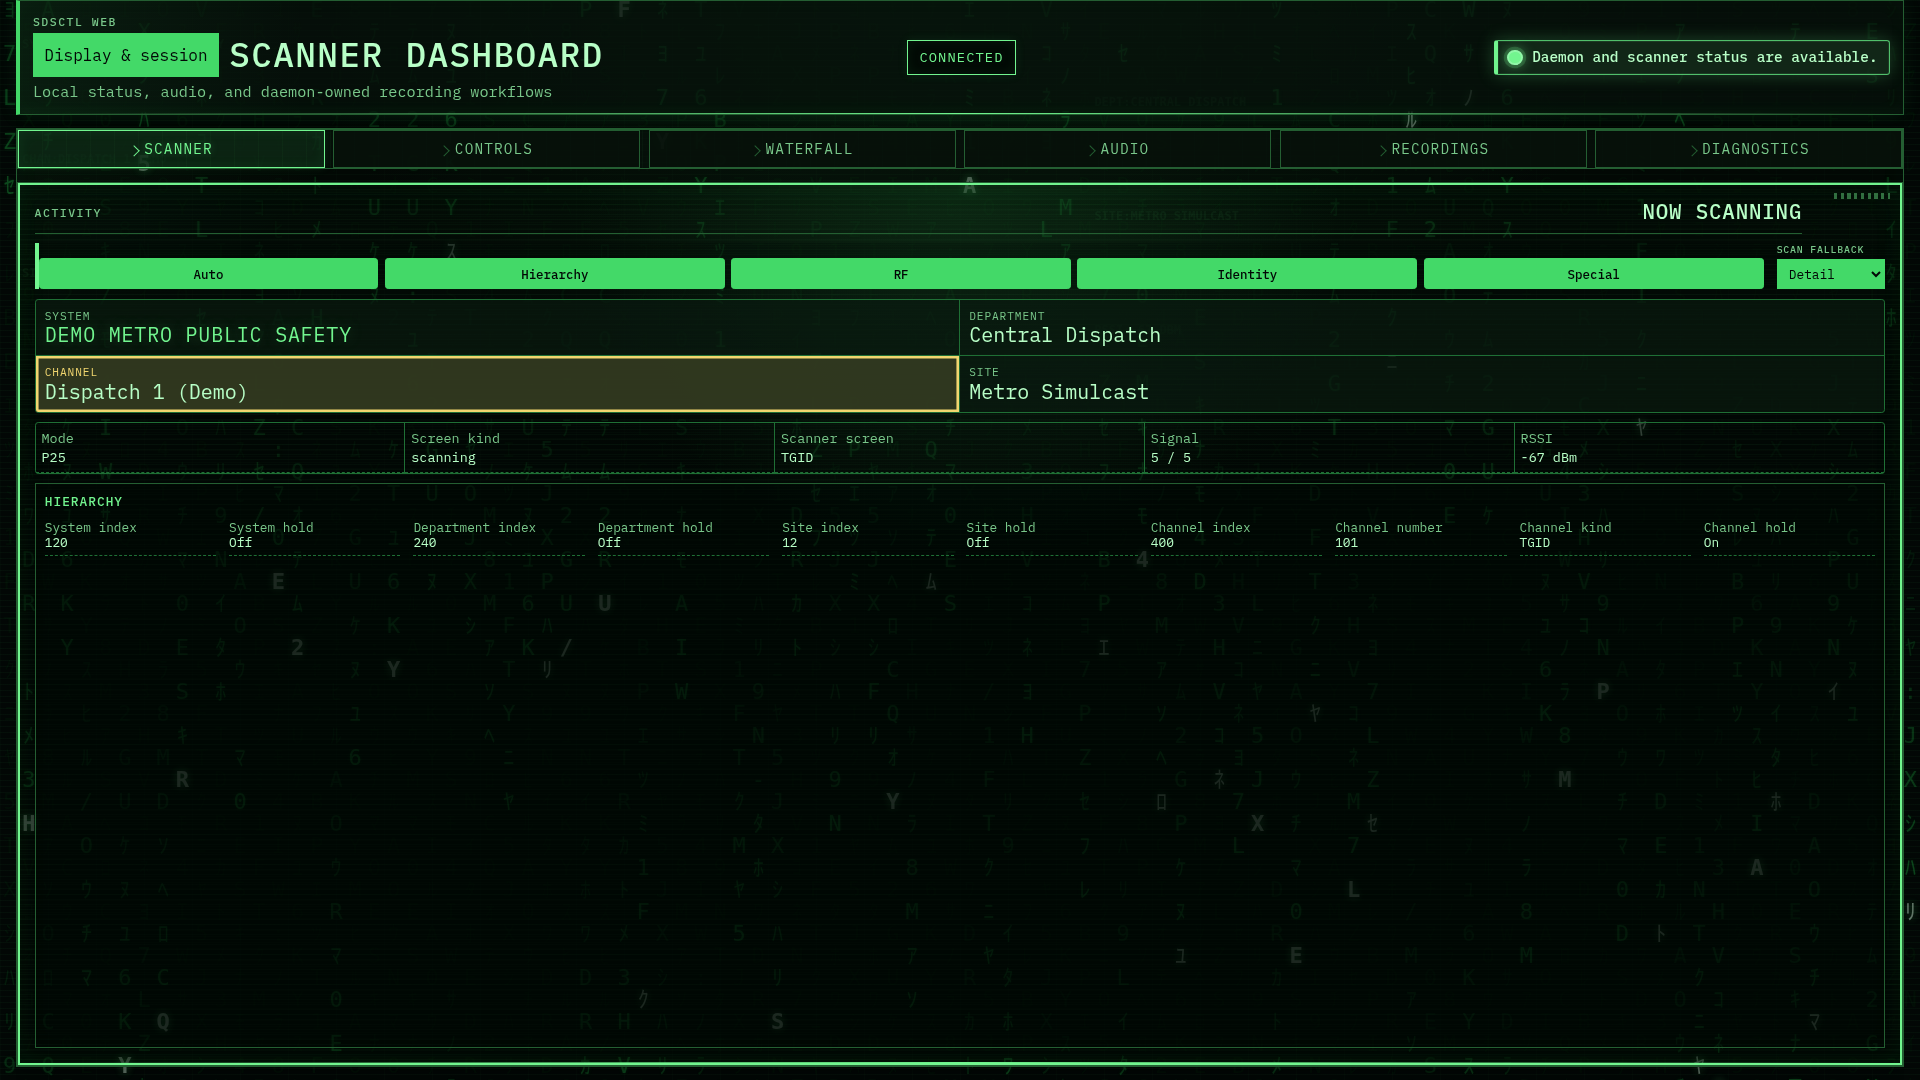 SDSCTL WEB
Display & session
SCANNER DASHBOARD
Local status, audio, and daemon-owned recording workflows
CONNECTED
Daemon and scanner status are available.
SCANNER
CONTROLS
WATERFALL
AUDIO
RECORDINGS
DIAGNOSTICS
ACTIVITY
NOW SCANNING
Auto
Hierarchy
RF
Identity
Special
SCAN FALLBACK
Detail
SYSTEM
DEMO METRO PUBLIC SAFETY
DEPARTMENT
Central Dispatch
CHANNEL
Dispatch 1 (Demo)
SITE
Metro Simulcast
Mode
P25
Screen kind
scanning
Scanner screen
TGID
Signal
5 / 5
RSSI
-67 dBm
HIERARCHY
System index
120
System hold
Off
Department index
240
Department hold
Off
Site index
12
Site hold
Off
Channel index
400
Channel number
101
Channel kind
TGID
Channel hold
On